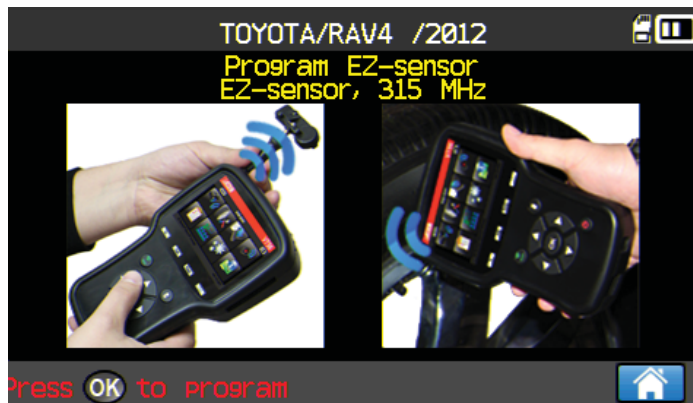 TOYOTA/RAV4 /2012
Program EZ-sensor
EZ-sensor, 315 MHz
Press OK to program